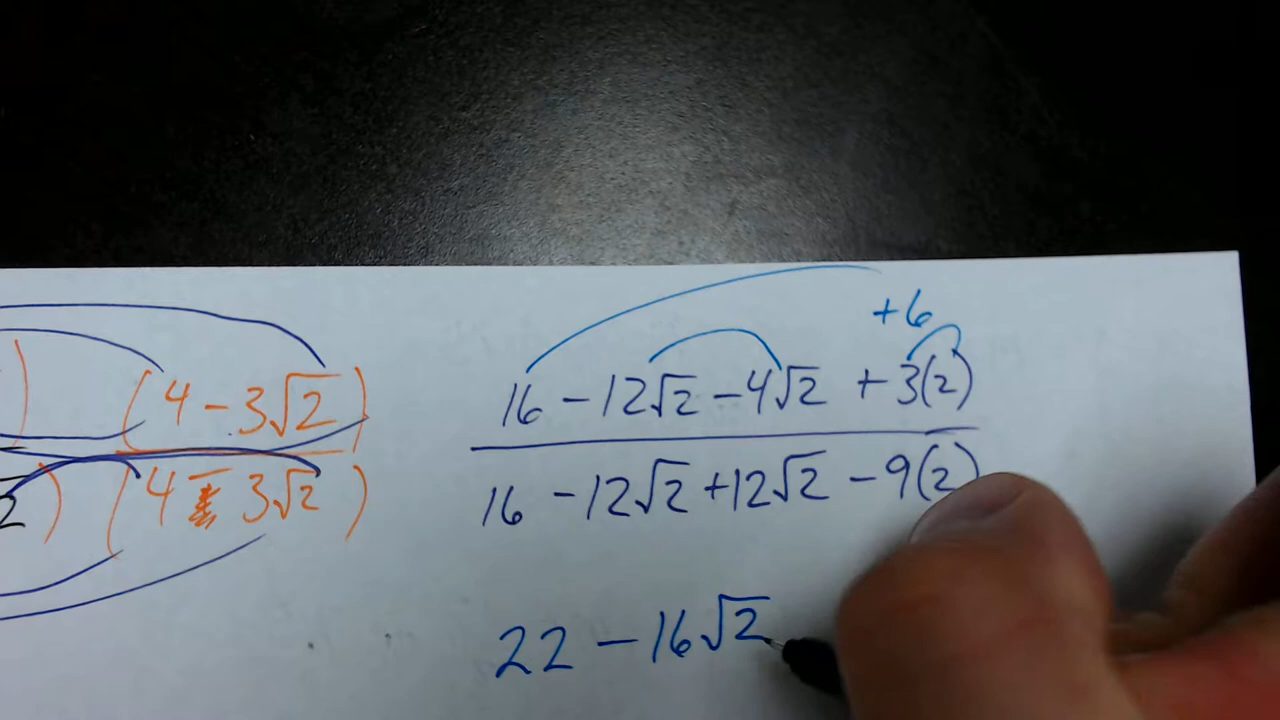 +6
) (4 - 3√2) 16 - 12√2 - 4√2 + 3(2)
2) (4 - 3√2) 16 - 12√2 + 12√2 - 9(2)
22 - 16√2